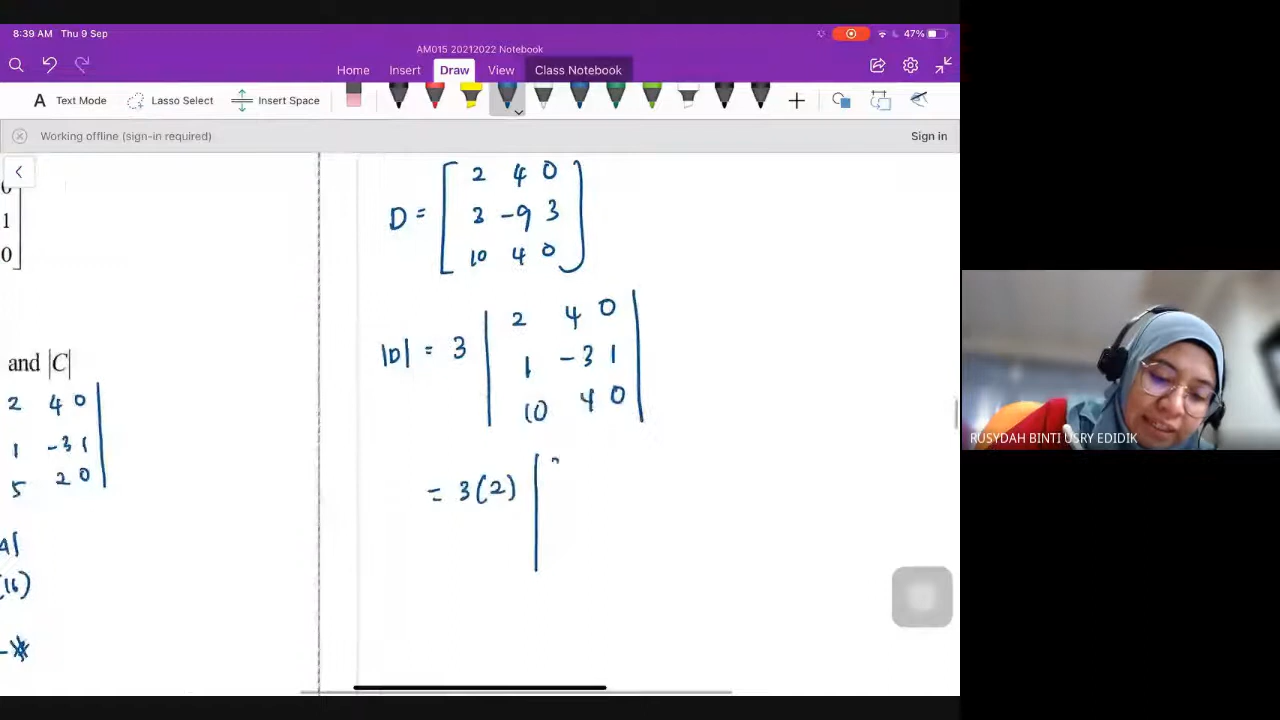 8:39 AM Thu 9 Sep
47%
AM015 20212022 Notebook
Home Insert Draw View Class Notebook
A Text Mode Lasso Select Insert Space
Working offline (sign-in required) Sign in
1
0
and |C|
2 4 0
1 -3 1
5 2 0
(16)
D = [ 2 4 0
3 -9 3
10 4 0 ]
|D| = 3 | 2 4 0
1 -3 1
10 4 0 |
= 3(2) |
RUSYDAH BINTI USRY EDIDIK